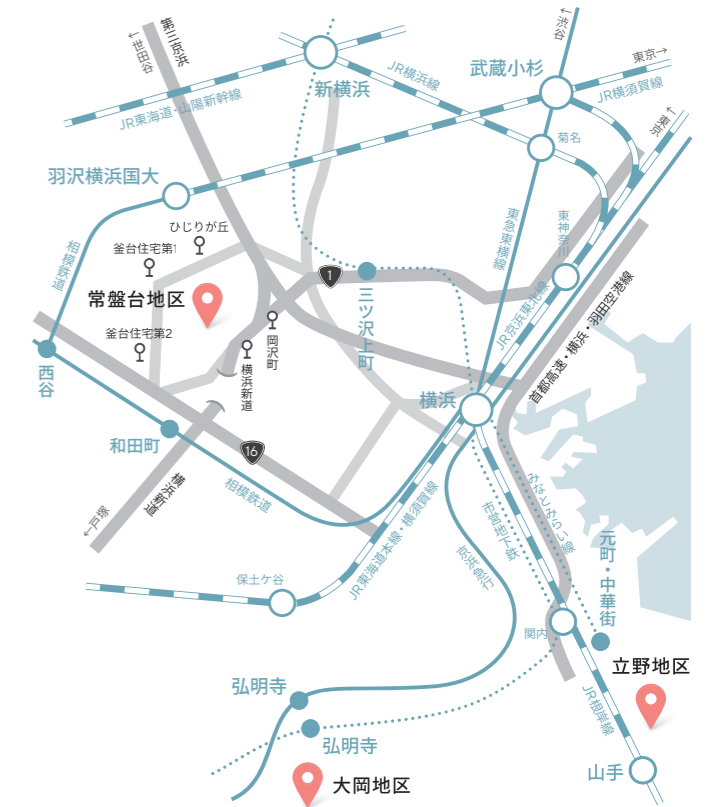 ←渋谷
第三京浜
←世田谷
東京→
JR横浜線
武蔵小杉
新横浜
JR横須賀線
JR東海道・山陽新幹線
←東京
菊名
羽沢横浜国大
東急東横線
東神奈川
ひじりが丘
相模鉄道
釜台住宅第1
1
常盤台地区
三ツ沢上町
JR京浜東北線
首都高速・横浜・羽田空港線
釜台住宅第2
岡沢町
横浜新道
西谷
横浜
和田町
16
相模鉄道
横浜新道
←戸塚
JR東海道本線・横須賀線
市営地下鉄
みなとみらい線
京浜急行
元町・中華街
保土ケ谷
関内
立野地区
弘明寺
JR根岸線
弘明寺
大岡地区
山手